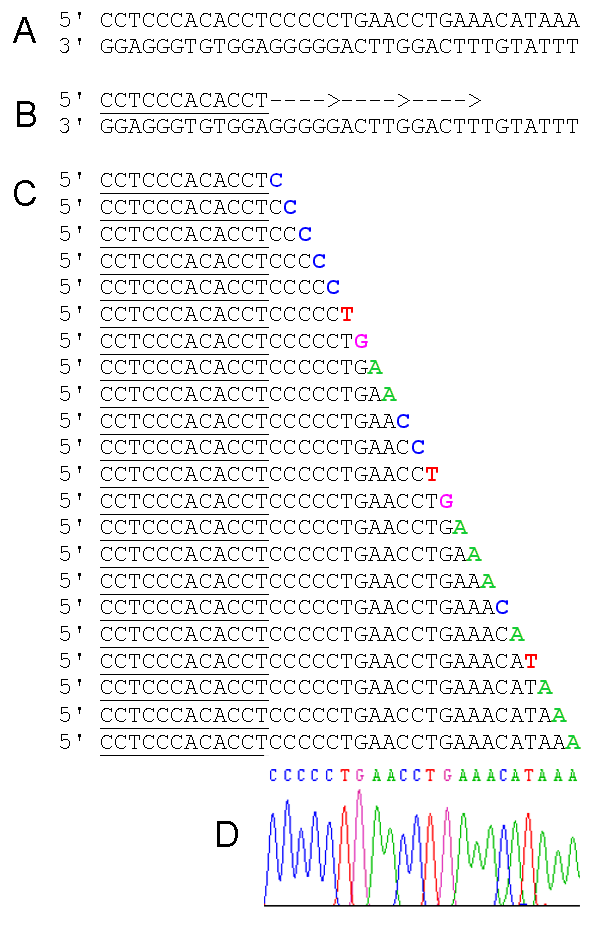 A
5' CCTCCCACACCTCCCCCTGAACCTGAAACATAAA
3' GGAGGGTGTGGAGGGGGACTTGGACTTTGTATTT
B
5' CCTCCCACACCT---->---->---->
3' GGAGGGTGTGGAGGGGGACTTGGACTTTGTATTT
C
5' CCTCCCACACCTC
5' CCTCCCACACCTCC
5' CCTCCCACACCTCCC
5' CCTCCCACACCTCCCC
5' CCTCCCACACCTCCCCC
5' CCTCCCACACCTCCCCCT
5' CCTCCCACACCTCCCCCTG
5' CCTCCCACACCTCCCCCTGA
5' CCTCCCACACCTCCCCCTGAA
5' CCTCCCACACCTCCCCCTGAAC
5' CCTCCCACACCTCCCCCTGAACC
5' CCTCCCACACCTCCCCCTGAACCT
5' CCTCCCACACCTCCCCCTGAACCTG
5' CCTCCCACACCTCCCCCTGAACCTGA
5' CCTCCCACACCTCCCCCTGAACCTGAA
5' CCTCCCACACCTCCCCCTGAACCTGAAA
5' CCTCCCACACCTCCCCCTGAACCTGAAAC
5' CCTCCCACACCTCCCCCTGAACCTGAAACA
5' CCTCCCACACCTCCCCCTGAACCTGAAACAT
5' CCTCCCACACCTCCCCCTGAACCTGAAACATA
5' CCTCCCACACCTCCCCCTGAACCTGAAACATAA
5' CCTCCCACACCTCCCCCTGAACCTGAAACATAAA
C C C C C T G A A C C T G A A A C A T A A A
D